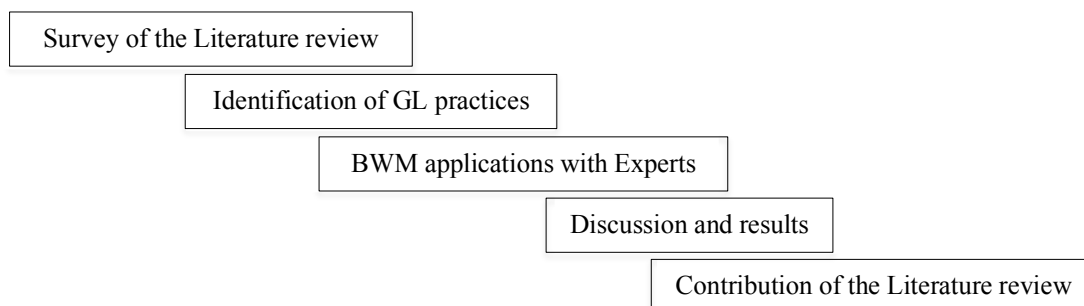 Survey of the Literature review
Identification of GL practices
BWM applications with Experts
Discussion and results
Contribution of the Literature review